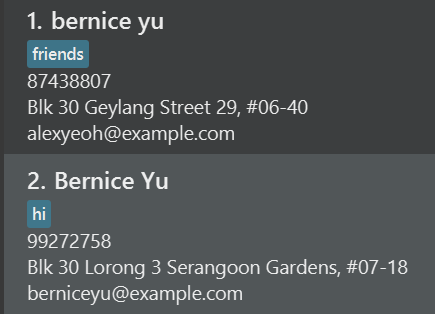 1. bernice yu
friends
87438807
Blk 30 Geylang Street 29, #06-40
alexyeoh@example.com
2. Bernice Yu
hi
99272758
Blk 30 Lorong 3 Serangoon Gardens, #07-18
berniceyu@example.com